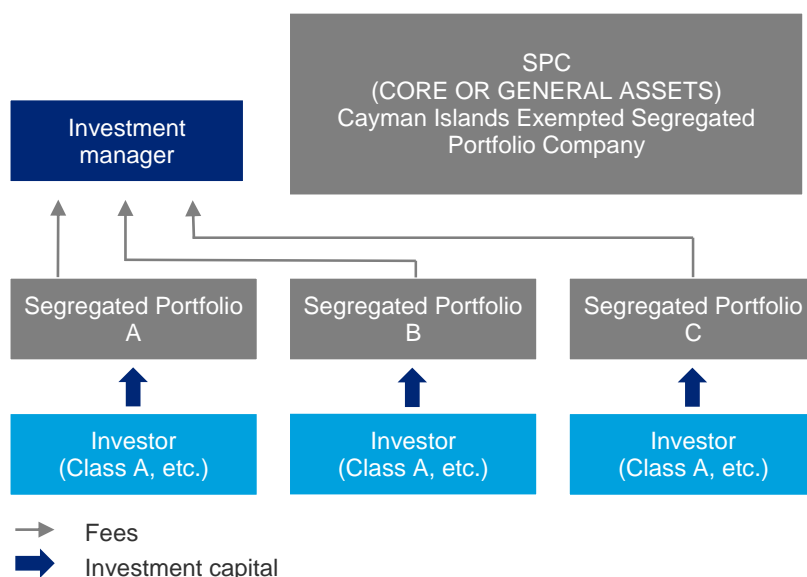 SPC
(CORE OR GENERAL ASSETS)
Cayman Islands Exempted Segregated
Portfolio Company
Investment
manager
Segregated Portfolio
A
Segregated Portfolio
B
Segregated Portfolio
C
Investor
(Class A, etc.)
Investor
(Class A, etc.)
Investor
(Class A, etc.)
Fees
Investment capital